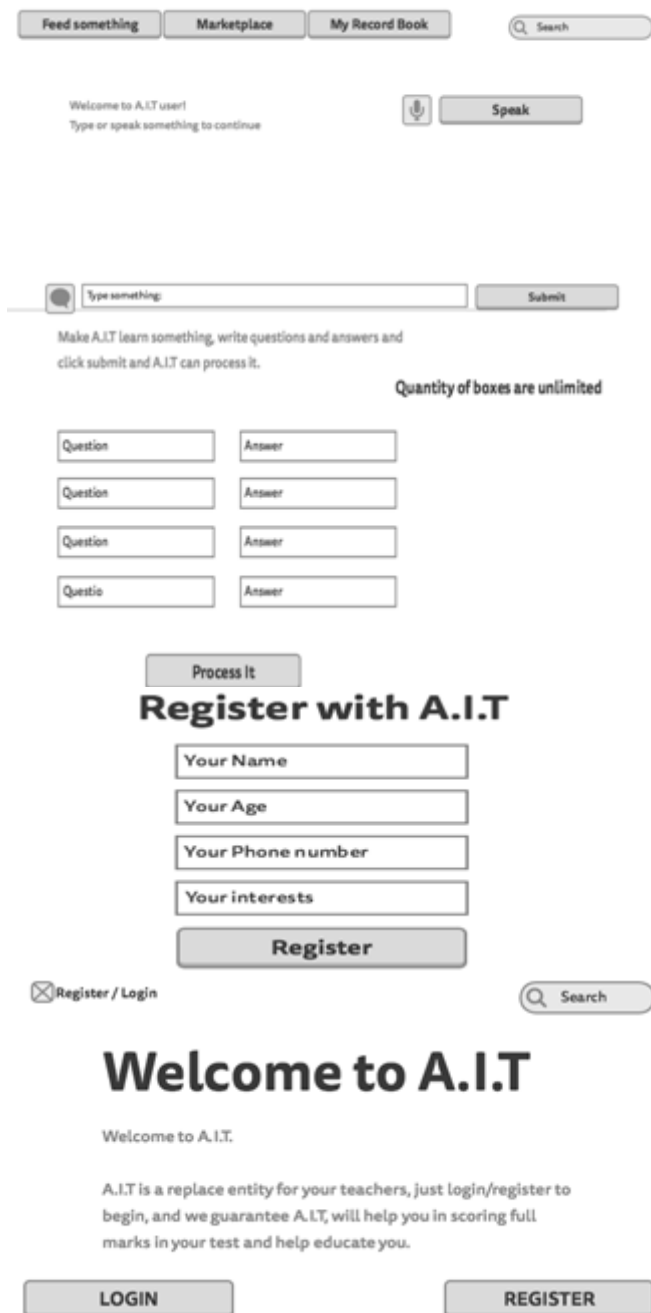 Feed something Marketplace My Record Book Search
Welcome to A.I.T user!
Speak
Type or speak something to continue
Type something:
Submit
Make A.I.T learn something, write questions and answers and
click submit and A.I.T can process it.
Quantity of boxes are unlimited
Question Answer
Question Answer
Question Answer
Questio Answer
Process It
Register with A.I.T
Your Name
Your Age
Your Phone number
Your interests
Register
Register / Login Search
Welcome to A.I.T
Welcome to A.I.T.
A.I.T is a replace entity for your teachers, just login/register to
begin, and we guarantee A.I.T, will help you in scoring full
marks in your test and help educate you.
LOGIN REGISTER